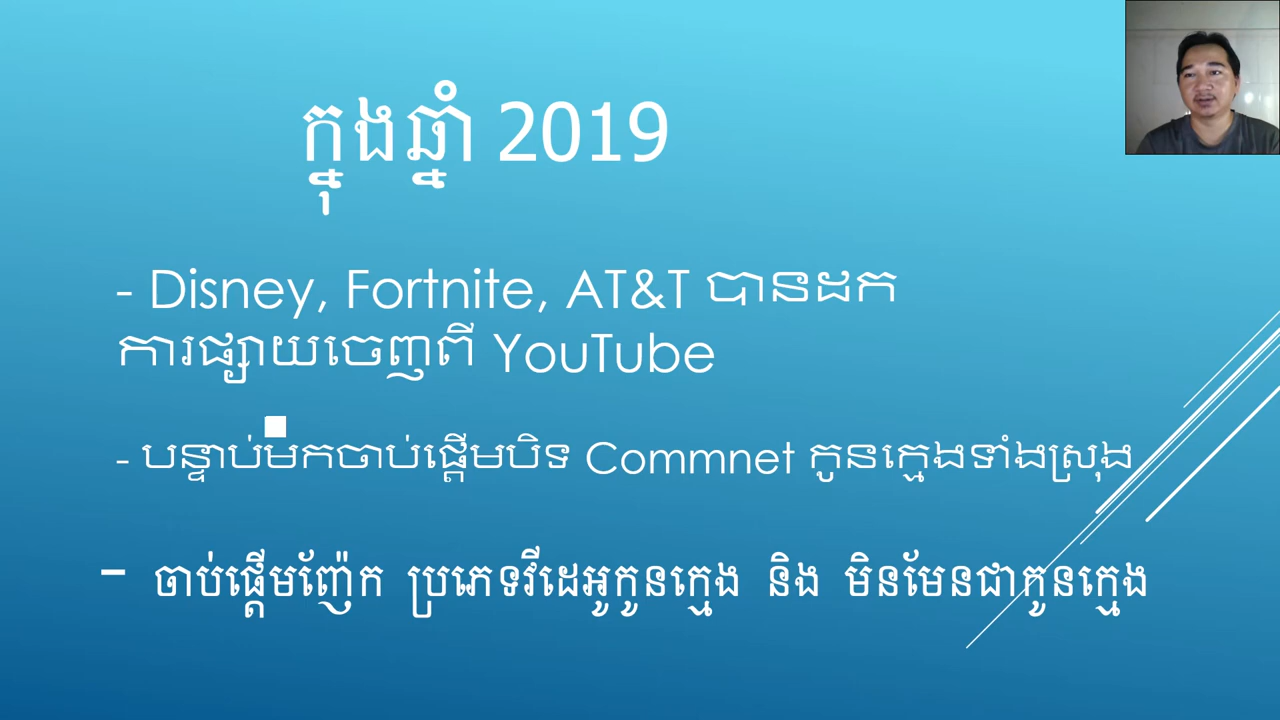 ក្នុងឆ្នាំ 2019
- Disney, Fortnite, AT&T បានដក
ការផ្សាយចេញពី YouTube
- បន្ទាប់មកចាប់ផ្តើមបិទ Commnet កូនក្មេងទាំងស្រុង
- ចាប់ផ្តើមញ៉ែក ប្រភេទវីដេអូកូនក្មេង និង មិនមែនជាកូនក្មេង